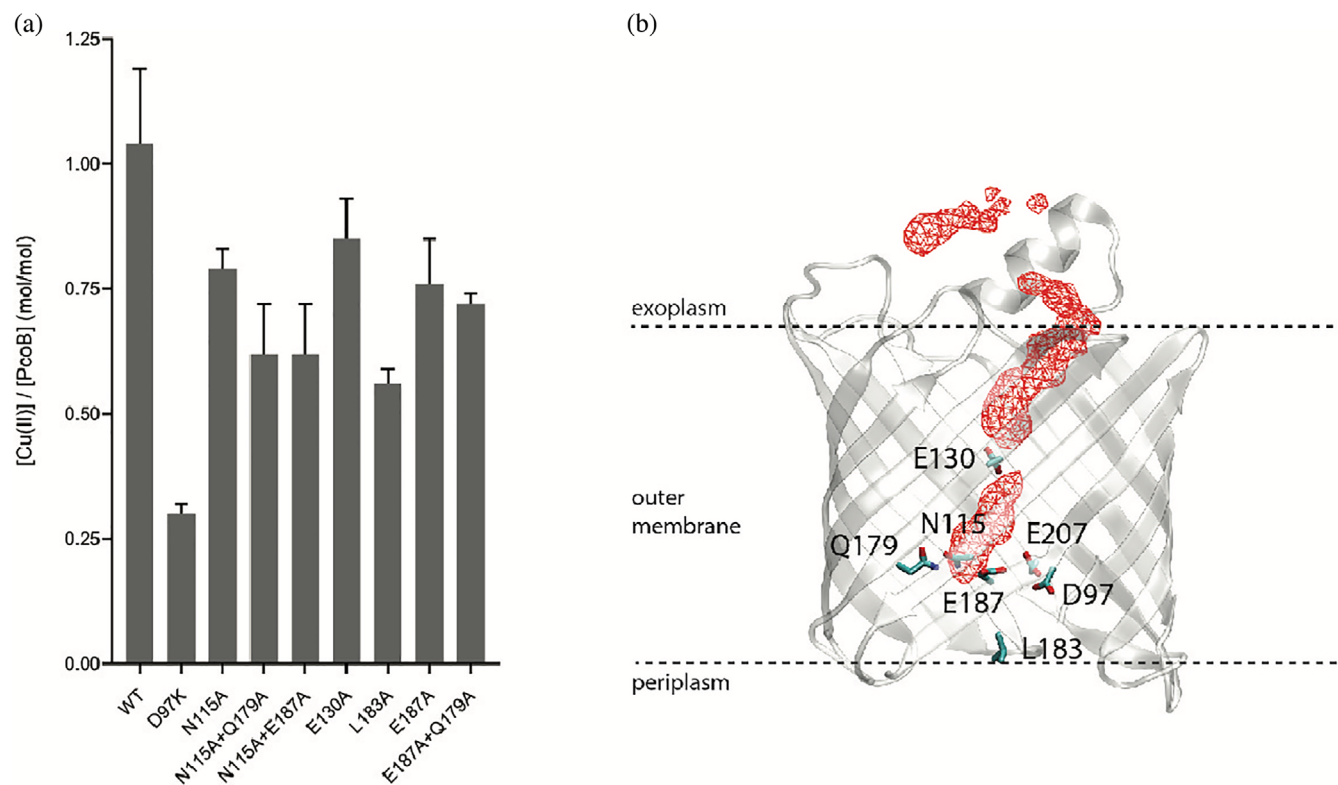 (a)
1.25
1.00
0.75
0.50
0.25
0.00
[Cu(II)] / [PcoB] (mol/mol)
WT
D97K
N115A
N115A+Q179A
N115A+E187A
E130A
L183A
E187A
E187A+Q179A
(b)
exoplasm
E130
outer
membrane
N115
E207
Q179
E187
D97
L183
periplasm